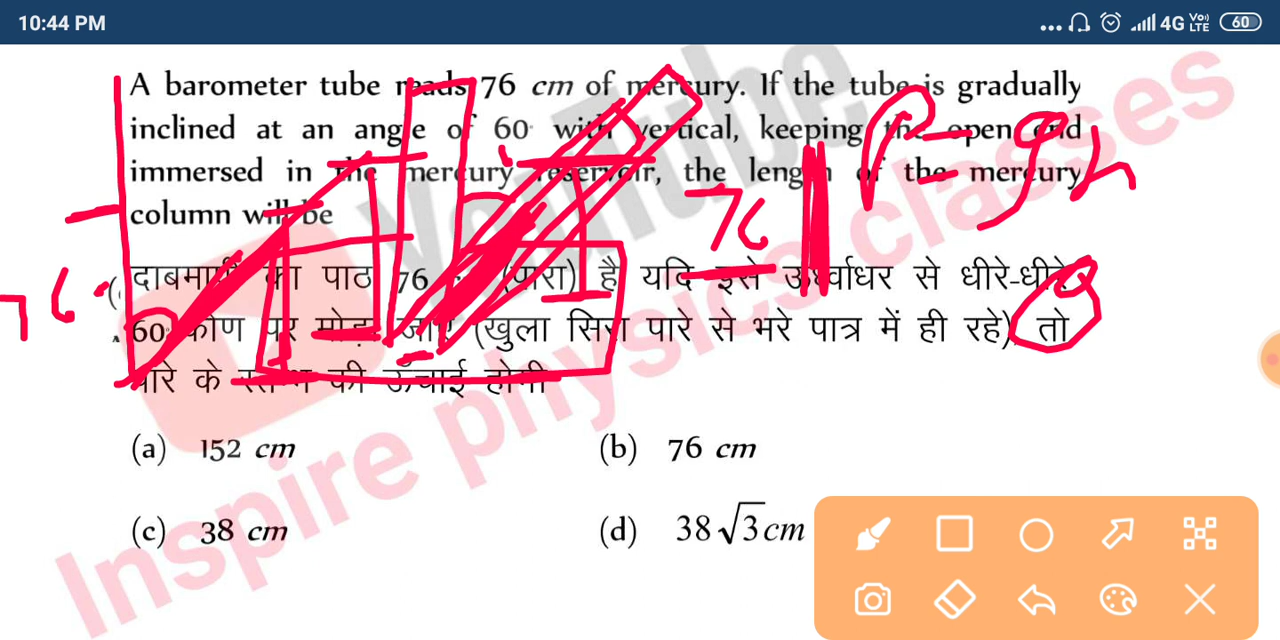 10:44 PM
4G Vo) LTE 60
A barometer tube reads 76 cm of mercury. If the tube is gradually
inclined at an angle of 60° with vertical, keeping the open end
immersed in the mercury reservoir, the length of the mercury
column will be
दाबमापी का पाठ 76 (पारा) है यदि इसे ऊर्ध्वाधर से धीरे-धीरे
60° कोण पर मोड़ा जाए (खुला सिरा पारे से भरे पात्र में ही रहे) तो
पारे के स्तम्भ की ऊँचाई होगी
(a) 152 cm
(b) 76 cm
(c) 38 cm
(d) 38√3 cm
76
76
P = ρgh
YouTube
Inspire physics classes